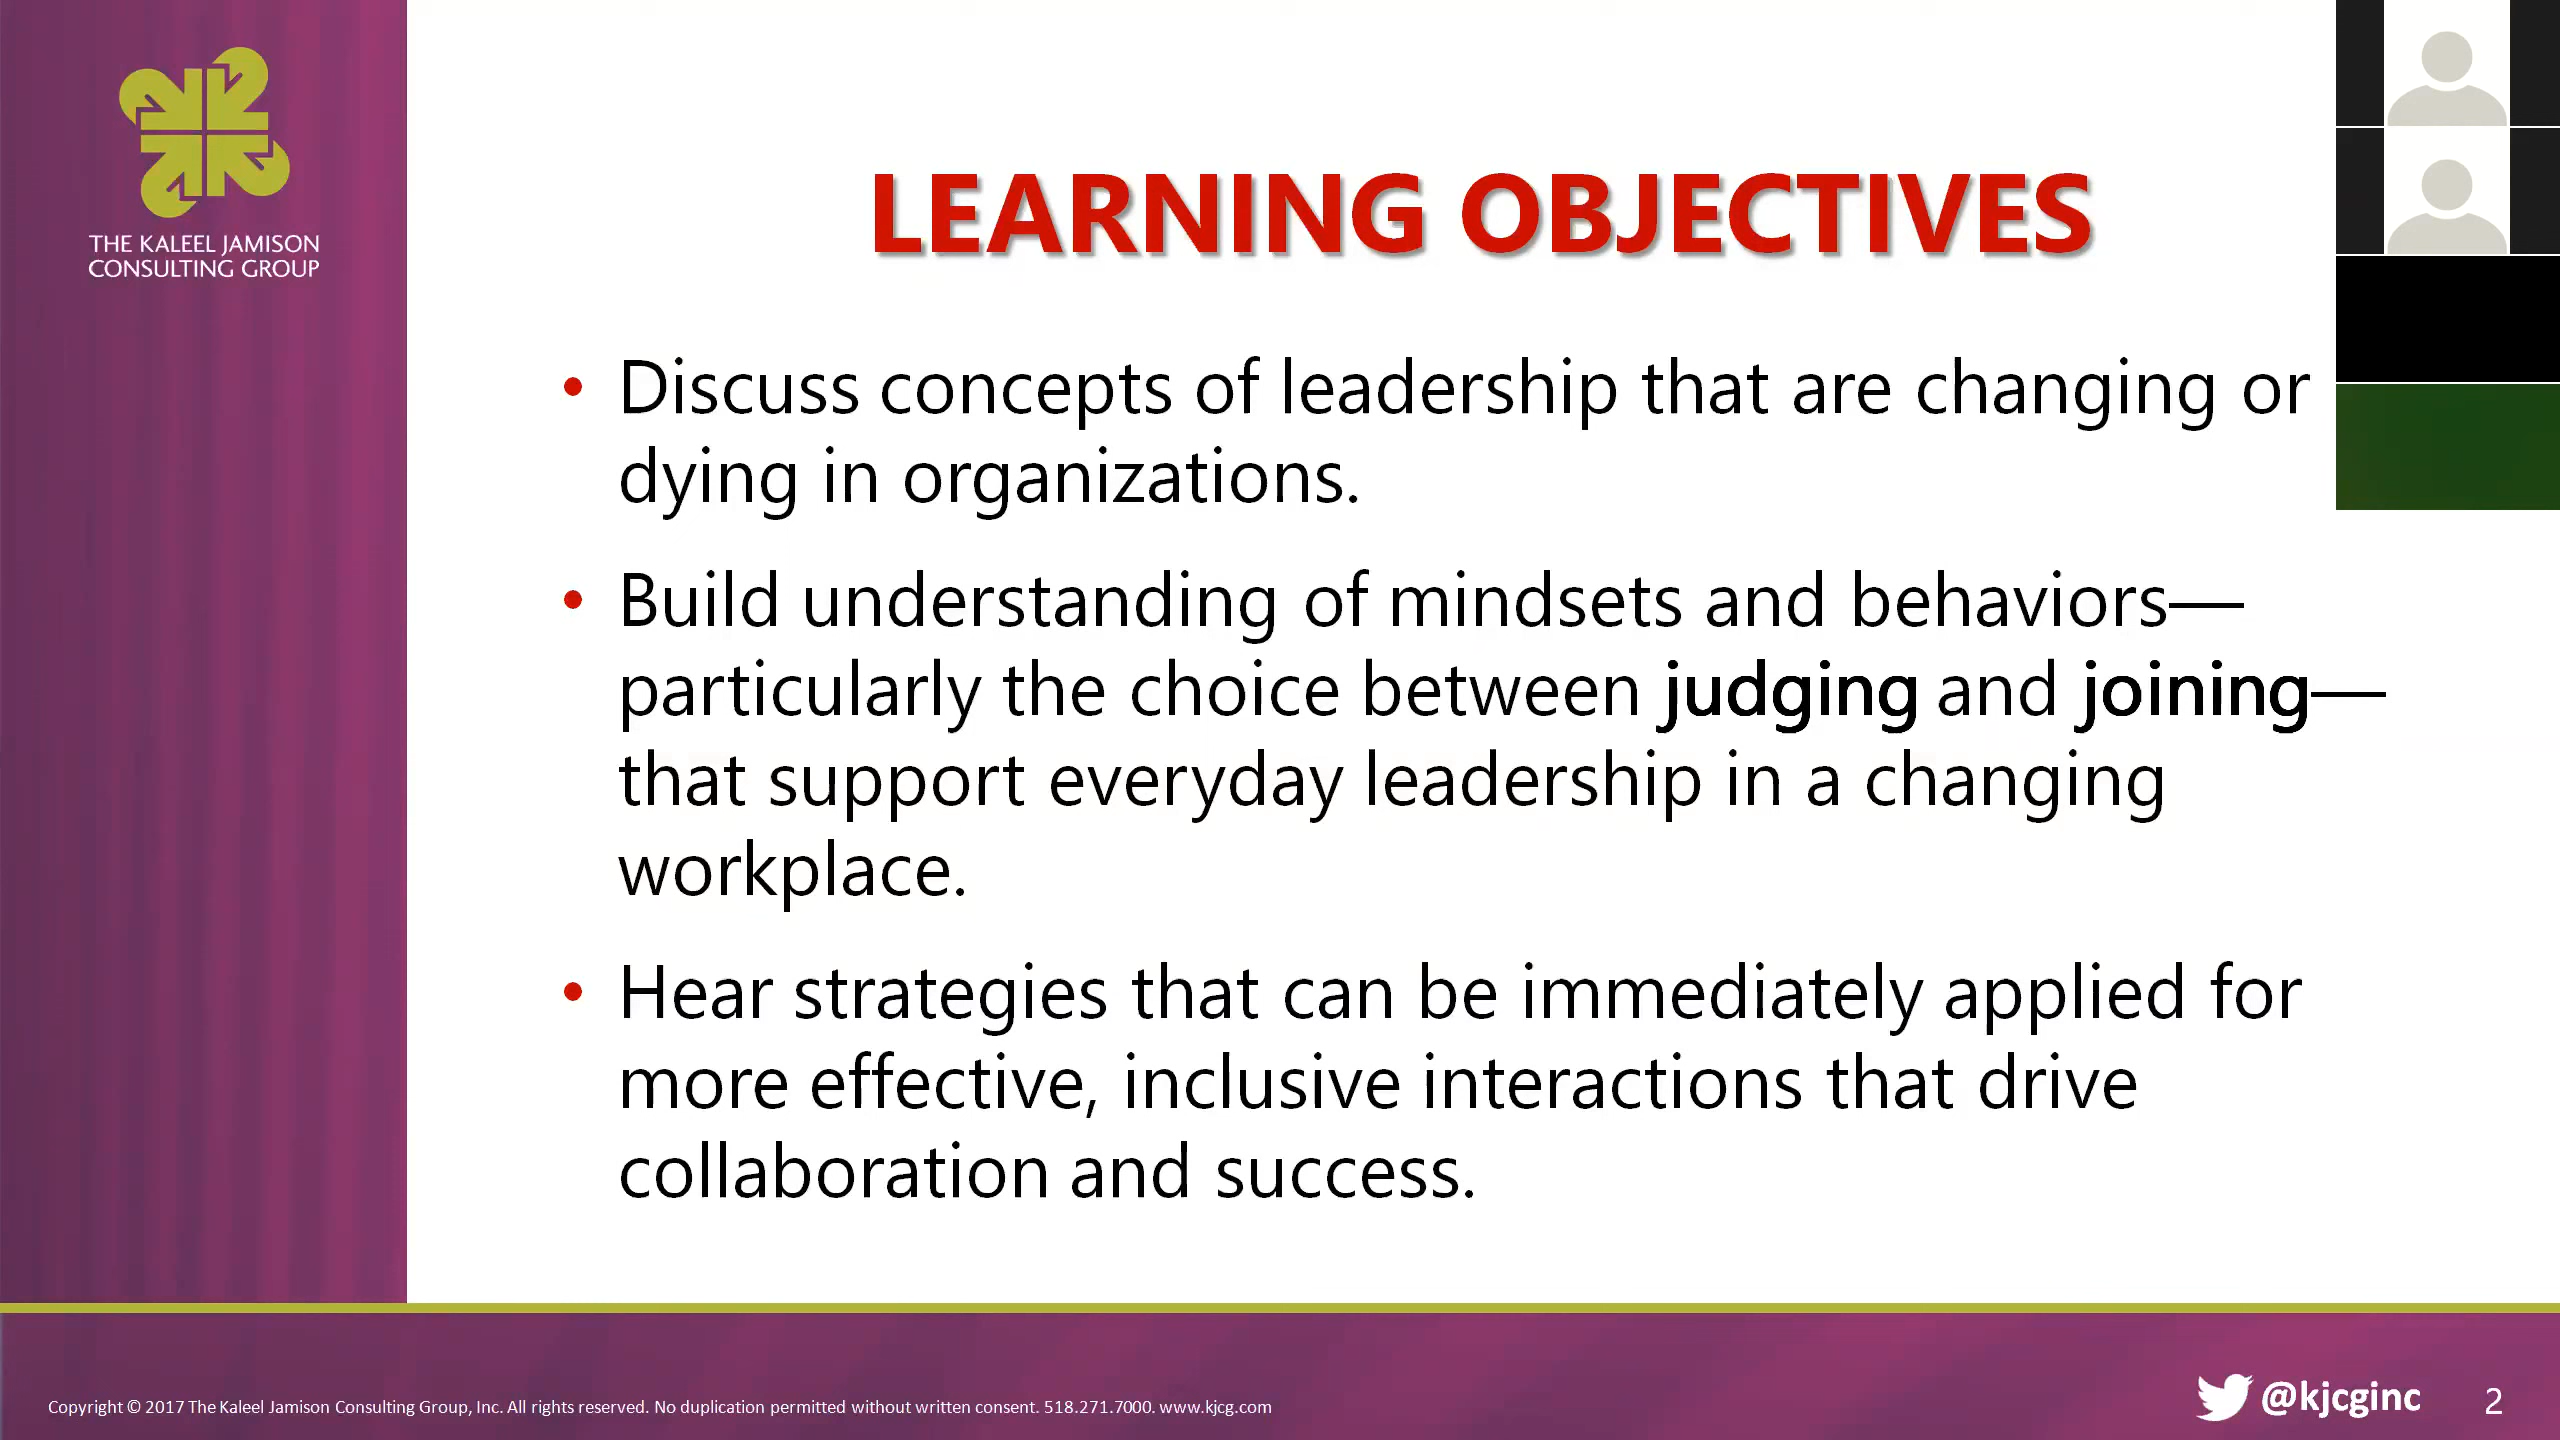 THE KALEEL JAMISON
CONSULTING GROUP
LEARNING OBJECTIVES
• Discuss concepts of leadership that are changing or
dying in organizations.
• Build understanding of mindsets and behaviors—
particularly the choice between judging and joining—
that support everyday leadership in a changing
workplace.
• Hear strategies that can be immediately applied for
more effective, inclusive interactions that drive
collaboration and success.
Copyright © 2017 The Kaleel Jamison Consulting Group, Inc. All rights reserved. No duplication permitted without written consent. 518.271.7000. www.kjcg.com
@kjcginc
2